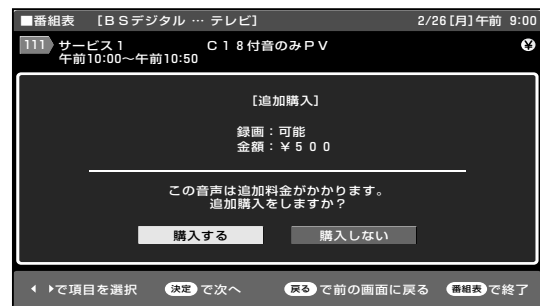 ■番組表 [BSデジタル … テレビ] 2/26[月]午前 9:00
111 サービス1 C18付音のみPV ¥
午前10:00~午前10:50
[追加購入]
録画:可能
金額:¥500
この音声は追加料金がかかります。
追加購入をしますか?
購入する 購入しない
で項目を選択 決定で次へ 戻るで前の画面に戻る 番組表で終了